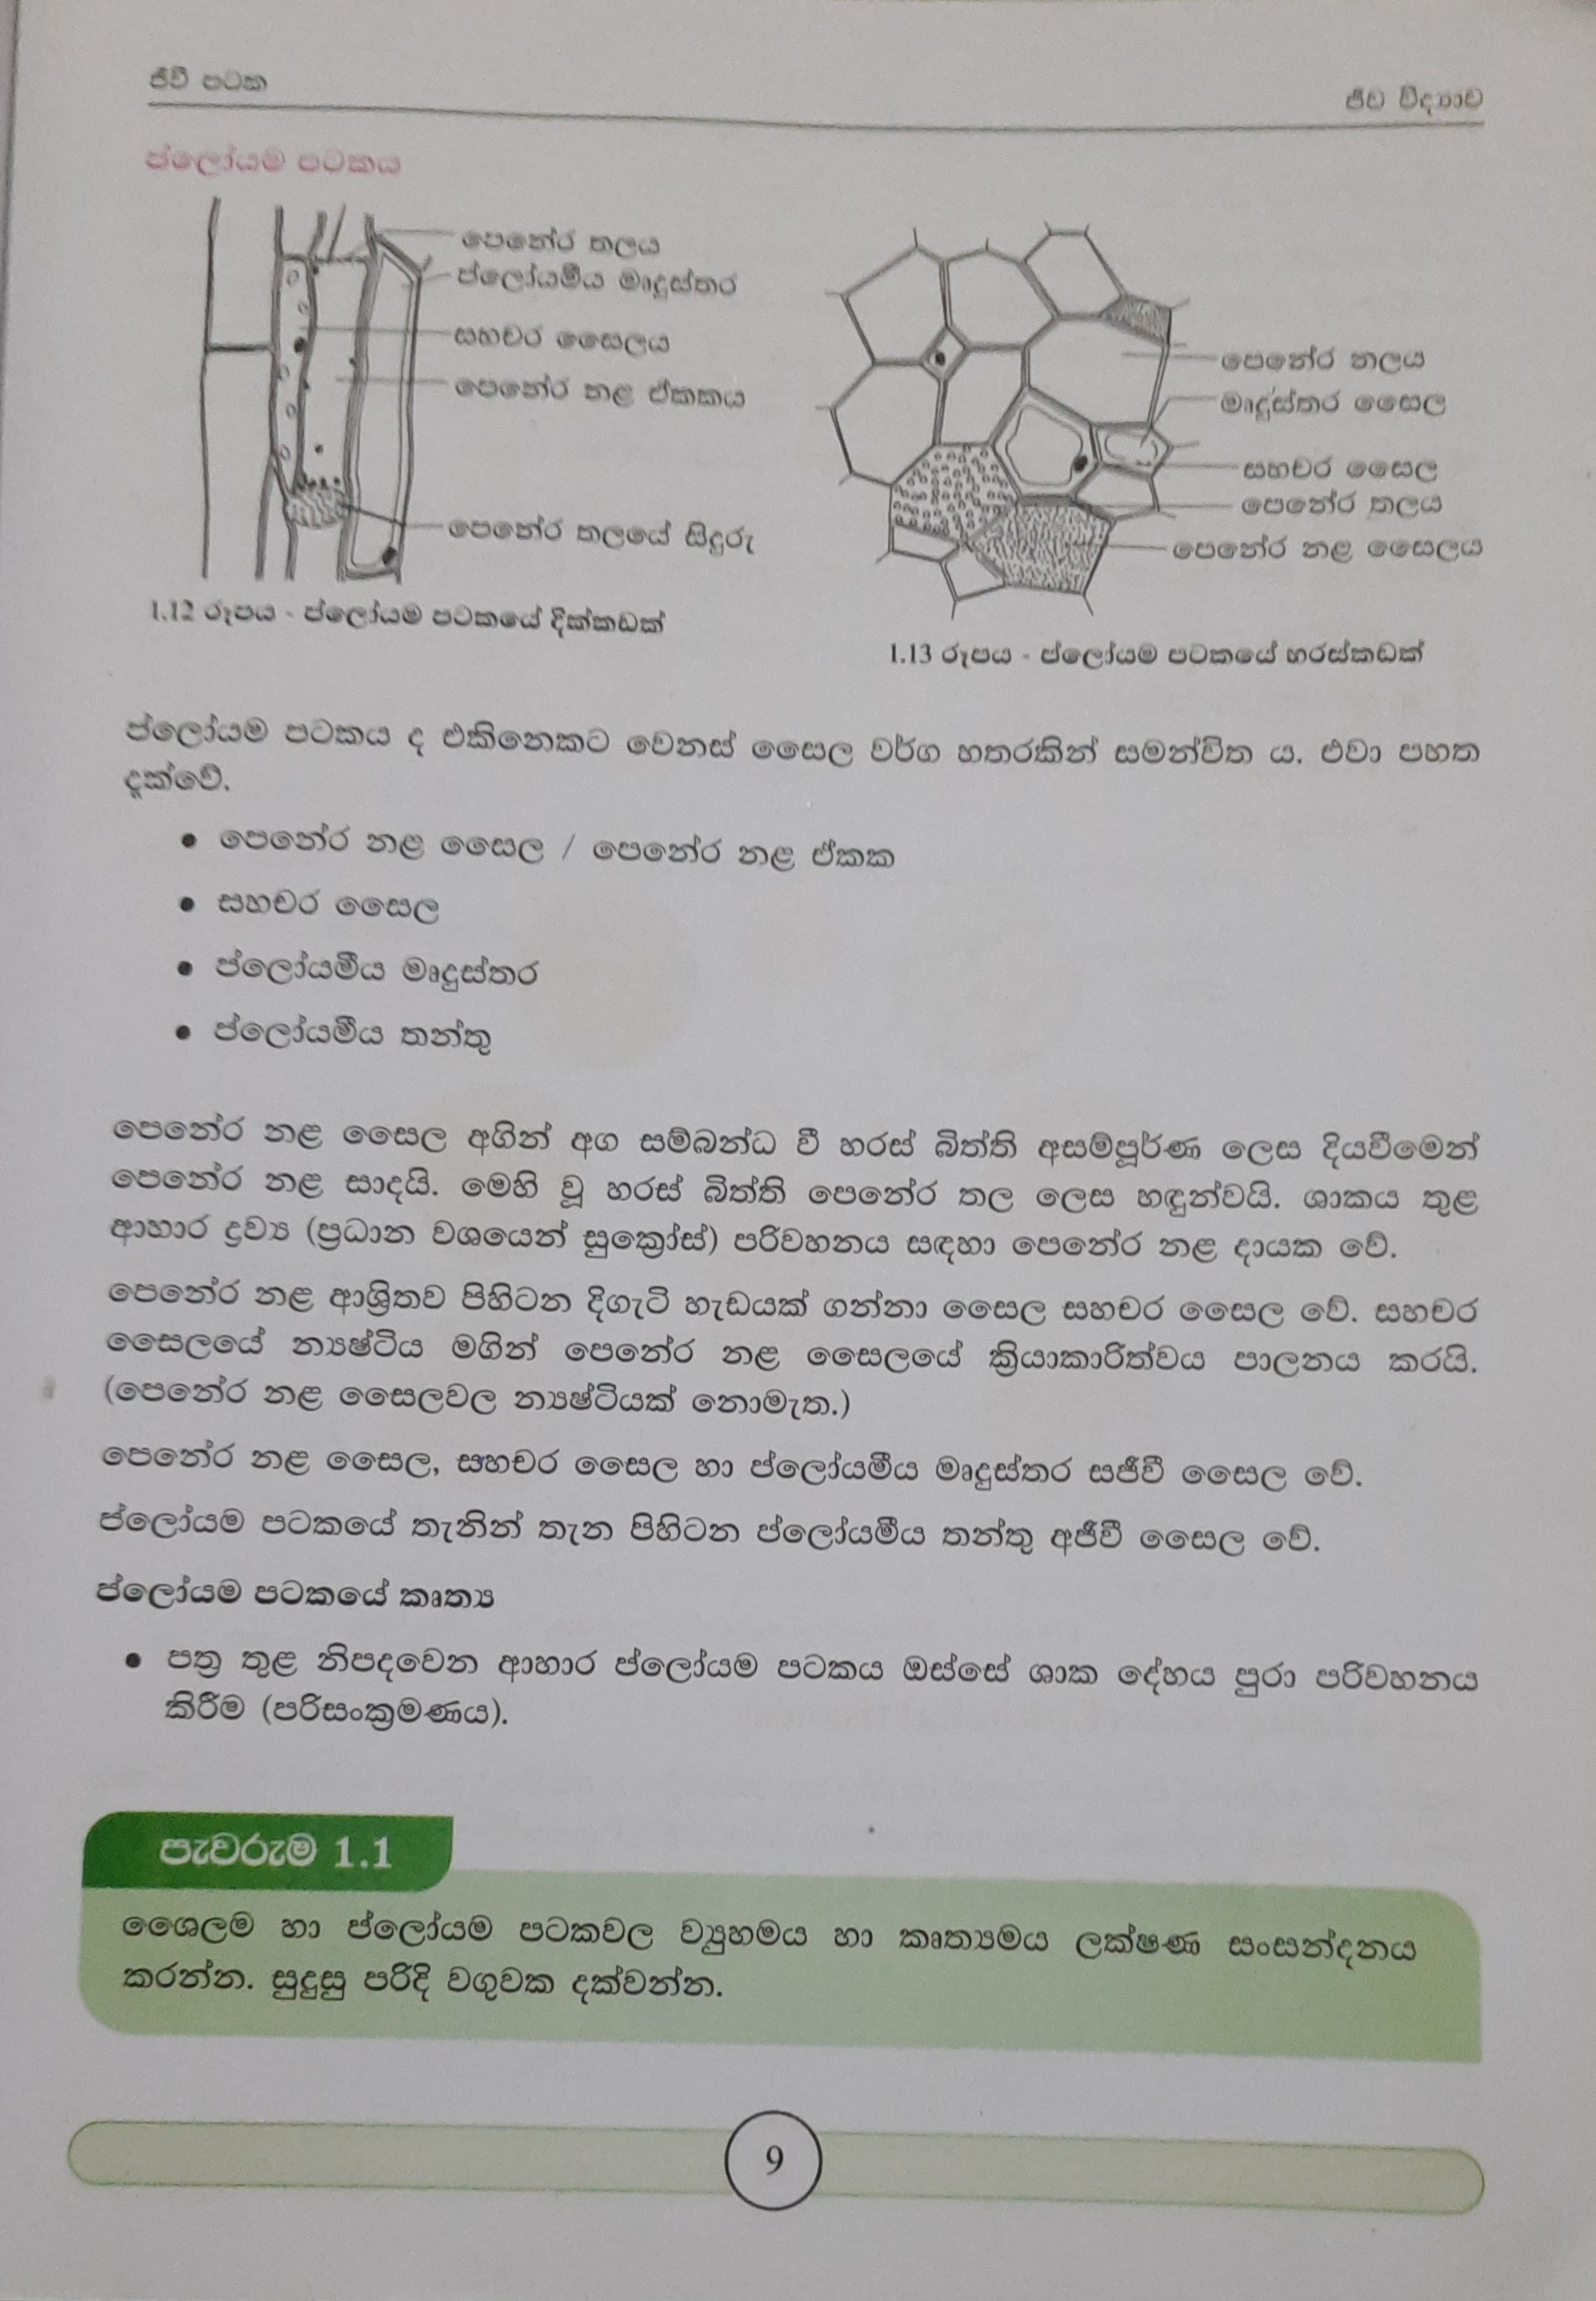 ජීවී පටක
ජීව විද්‍යාව
ප්ලෝයම පටකය
පෙනේර තලය
ප්ලෝයමීය මෘදුස්තර
සහචර සෛලය
පෙනේර නළ ඒකකය
පෙනේර තලයේ සිදුරු
1.12 රූපය - ප්ලෝයම පටකයේ දික්කඩක්
පෙනේර තලය
මෘදුස්තර සෛල
සහචර සෛල
පෙනේර තලය
පෙනේර නළ සෛලය
1.13 රූපය - ප්ලෝයම පටකයේ හරස්කඩක්
ප්ලෝයම පටකය ද එකිනෙකට වෙනස් සෛල වර්ග හතරකින් සමන්විත ය. එවා පහත
දැක්වේ.
• පෙනේර නළ සෛල / පෙනේර නළ ඒකක
• සහචර සෛල
• ප්ලෝයමීය මෘදුස්තර
• ප්ලෝයමීය තන්තු
පෙනේර නළ සෛල අගින් අග සම්බන්ධ වී හරස් බිත්ති අසම්පූර්ණ ලෙස දියවීමෙන්
පෙනේර නළ සාදයි. මෙහි වූ හරස් බිත්ති පෙනේර තල ලෙස හඳුන්වයි. ශාකය තුළ
ආහාර ද්‍රව්‍ය (ප්‍රධාන වශයෙන් සුක්‍රෝස්) පරිවහනය සඳහා පෙනේර නළ දායක වේ.
පෙනේර නළ ආශ්‍රිතව පිහිටන දිගැටි හැඩයක් ගන්නා සෛල සහචර සෛල වේ. සහචර
සෛලයේ න්‍යෂ්ටිය මගින් පෙනේර නළ සෛලයේ ක්‍රියාකාරිත්වය පාලනය කරයි.
(පෙනේර නළ සෛලවල න්‍යෂ්ටියක් නොමැත.)
පෙනේර නළ සෛල, සහචර සෛල හා ප්ලෝයමීය මෘදුස්තර සජීවී සෛල වේ.
ප්ලෝයම පටකයේ තැනින් තැන පිහිටන ප්ලෝයමීය තන්තු අජීවී සෛල වේ.
ප්ලෝයම පටකයේ කෘත්‍ය
• පත්‍ර තුළ නිපදවෙන ආහාර ප්ලෝයම පටකය ඔස්සේ ශාක දේහය පුරා පරිවහනය
කිරීම (පරිසංක්‍රමණය).
පැවරුම 1.1
ශෛලම හා ප්ලෝයම පටකවල ව්‍යුහමය හා කෘත්‍යමය ලක්ෂණ සංසන්දනය
කරන්න. සුදුසු පරිදි වගුවක දක්වන්න.
9